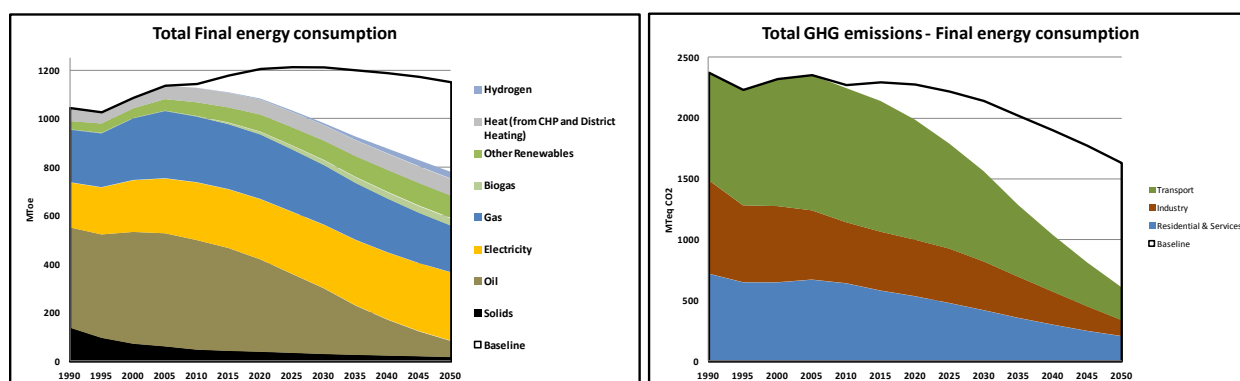 Total Final energy consumption
1200
1000
800
600
400
200
0
MToe
1990 1995 2000 2005 2010 2015 2020 2025 2030 2035 2040 2045 2050
Hydrogen
Heat (from CHP and District
Heating)
Other Renewables
Biogas
Gas
Electricity
Oil
Solids
Baseline
Total GHG emissions - Final energy consumption
2500
2000
1500
1000
500
0
MTeq CO2
1990 1995 2000 2005 2010 2015 2020 2025 2030 2035 2040 2045 2050
Transport
Industry
Residential & Services
Baseline